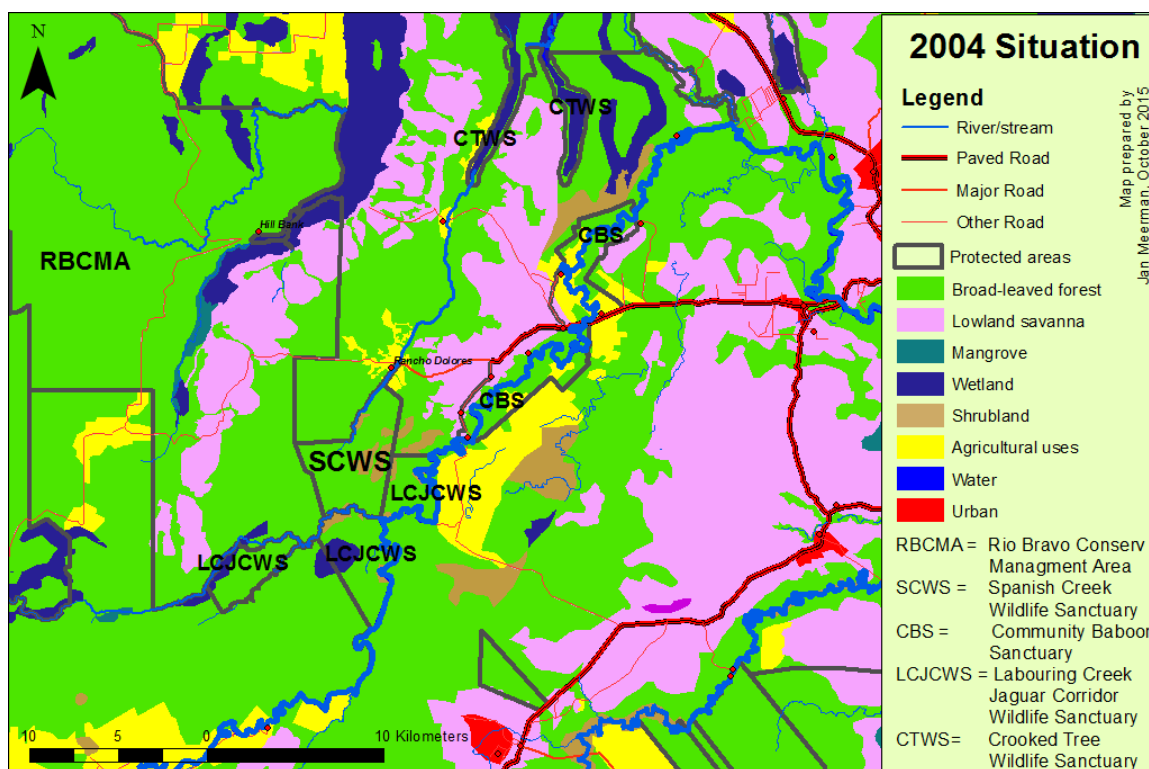 N
CTWS
CTWS
CBS
Hill Bank
RBCMA
Rancho Dolores
CBS
SCWS
LCJCWS
LCJCWS
LCJCWS
10 5 0 10 Kilometers
2004 Situation
Legend
River/stream
Paved Road
Major Road
Other Road
Protected areas
Broad-leaved forest
Lowland savanna
Mangrove
Wetland
Shrubland
Agricultural uses
Water
Urban
RBCMA = Rio Bravo Conserv
Managment Area
SCWS = Spanish Creek
Wildlife Sanctuary
CBS = Community Baboon
Sanctuary
LCJCWS = Labouring Creek
Jaguar Corridor
Wildlife Sanctuary
CTWS= Crooked Tree
Wildlife Sanctuary
Map prepared by
Jan Meerman, October 2015